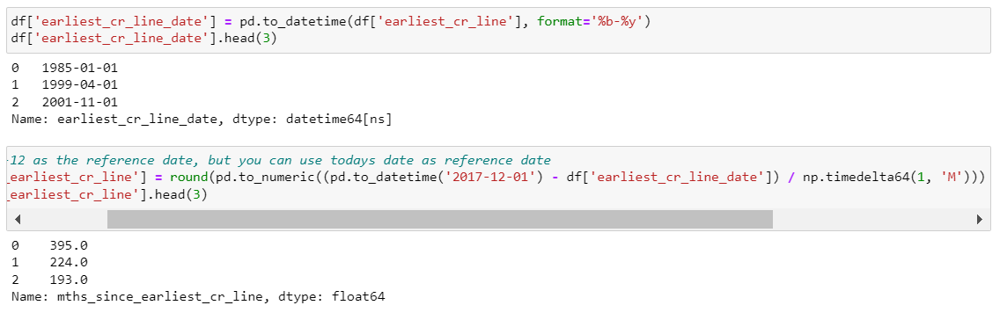 df['earliest_cr_line_date'] = pd.to_datetime(df['earliest_cr_line'], format='%b-%y')
df['earliest_cr_line_date'].head(3)
0   1985-01-01
1   1999-04-01
2   2001-11-01
Name: earliest_cr_line_date, dtype: datetime64[ns]
-12 as the reference date, but you can use todays date as reference date
_earliest_cr_line'] = round(pd.to_numeric((pd.to_datetime('2017-12-01') - df['earliest_cr_line_date']) / np.timedelta64(1, 'M')))
_earliest_cr_line'].head(3)
0    395.0
1    224.0
2    193.0
Name: mths_since_earliest_cr_line, dtype: float64